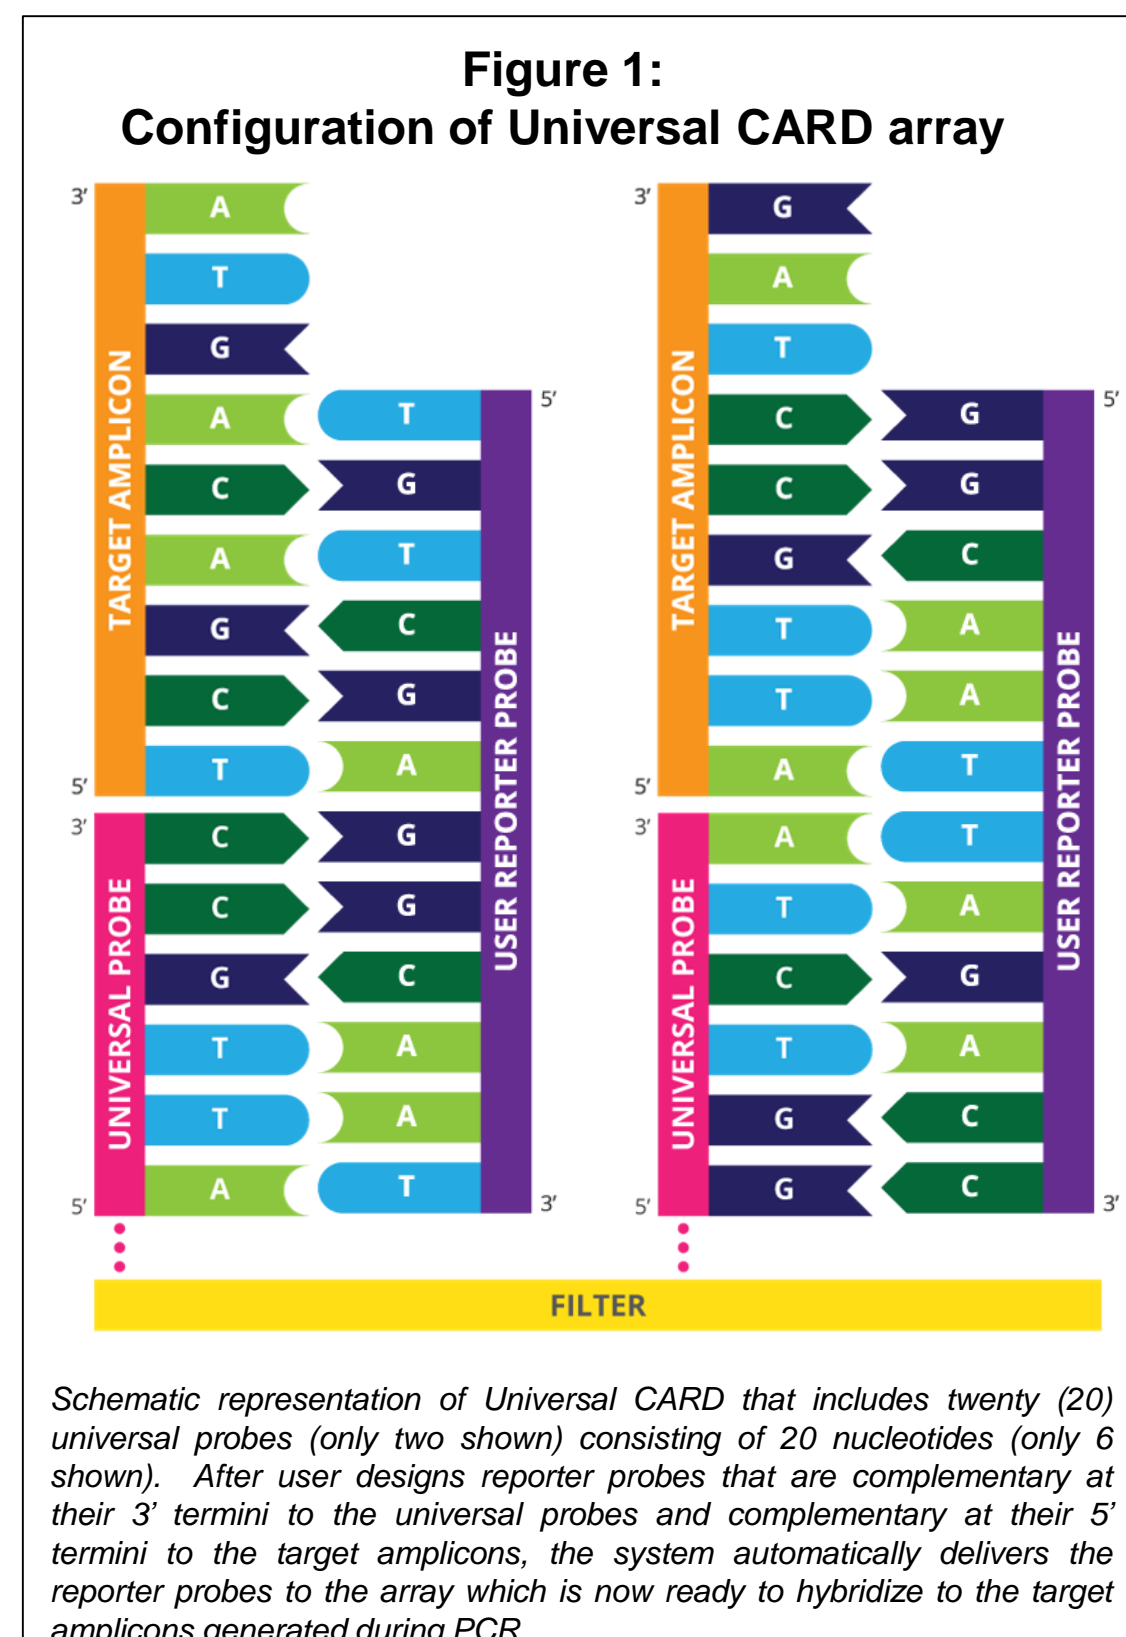 Figure 1:
Configuration of Universal CARD array
3’
A
T
G
A
C
A
G
C
T
5’
TARGET AMPLICON
3’
C
C
G
T
T
A
5’
UNIVERSAL PROBE
5’
T
G
T
C
G
A
G
G
C
A
A
T
3’
USER REPORTER PROBE
3’
G
A
T
C
C
G
T
T
A
5’
TARGET AMPLICON
3’
A
T
C
T
G
G
5’
UNIVERSAL PROBE
5’
G
G
C
A
A
T
T
A
G
A
C
C
3’
USER REPORTER PROBE
FILTER
Schematic representation of Universal CARD that includes twenty (20)
universal probes (only two shown) consisting of 20 nucleotides (only 6
shown). After user designs reporter probes that are complementary at
their 3’ termini to the universal probes and complementary at their 5’
termini to the target amplicons, the system automatically delivers the
reporter probes to the array which is now ready to hybridize to the target
amplicons generated during PCR